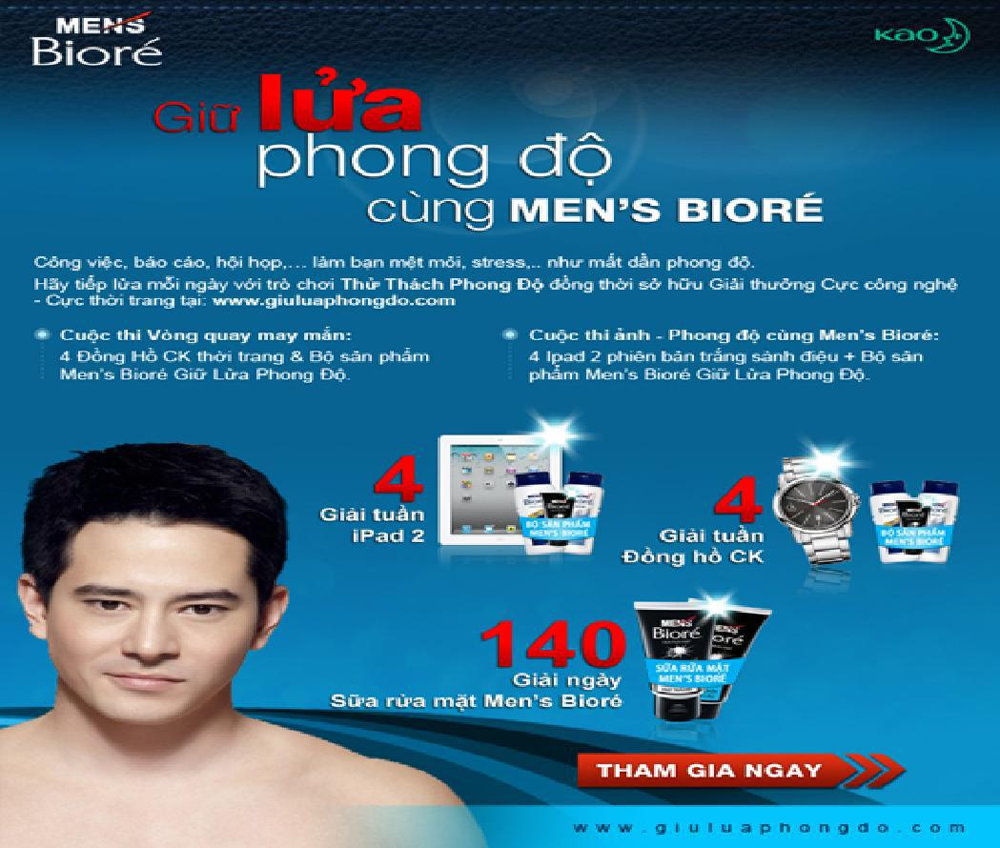 MEN'S
Bioré
Kao
Giữ lửa
phong độ
cùng MEN'S BIORÉ
Công việc, báo cáo, hội họp,... làm bạn mệt mỏi, stress,.. như mất dần phong độ.
Hãy tiếp lửa mỗi ngày với trò chơi Thử Thách Phong Độ đồng thời sở hữu Giải thưởng Cực công nghệ
- Cực thời trang tại: www.giuluaphongdo.com
Cuộc thi Vòng quay may mắn:
4 Đồng Hồ CK thời trang & Bộ sản phẩm
Men's Bioré Giữ Lửa Phong Độ.
Cuộc thi ảnh - Phong độ cùng Men's Bioré:
4 Ipad 2 phiên bản trắng sành điệu + Bộ sản
phẩm Men's Bioré Giữ Lửa Phong Độ.
4
Giải tuần
iPad 2
BỘ SẢN PHẨM
MEN'S BIORÉ
4
Giải tuần
Đồng hồ CK
BỘ SẢN PHẨM
MEN'S BIORÉ
140
Giải ngày
Sữa rửa mặt Men's Bioré
MEN'S
Bioré
SỮA RỬA MẶT
MEN'S BIORÉ
THAM GIA NGAY
www.giuluaphongdo.com